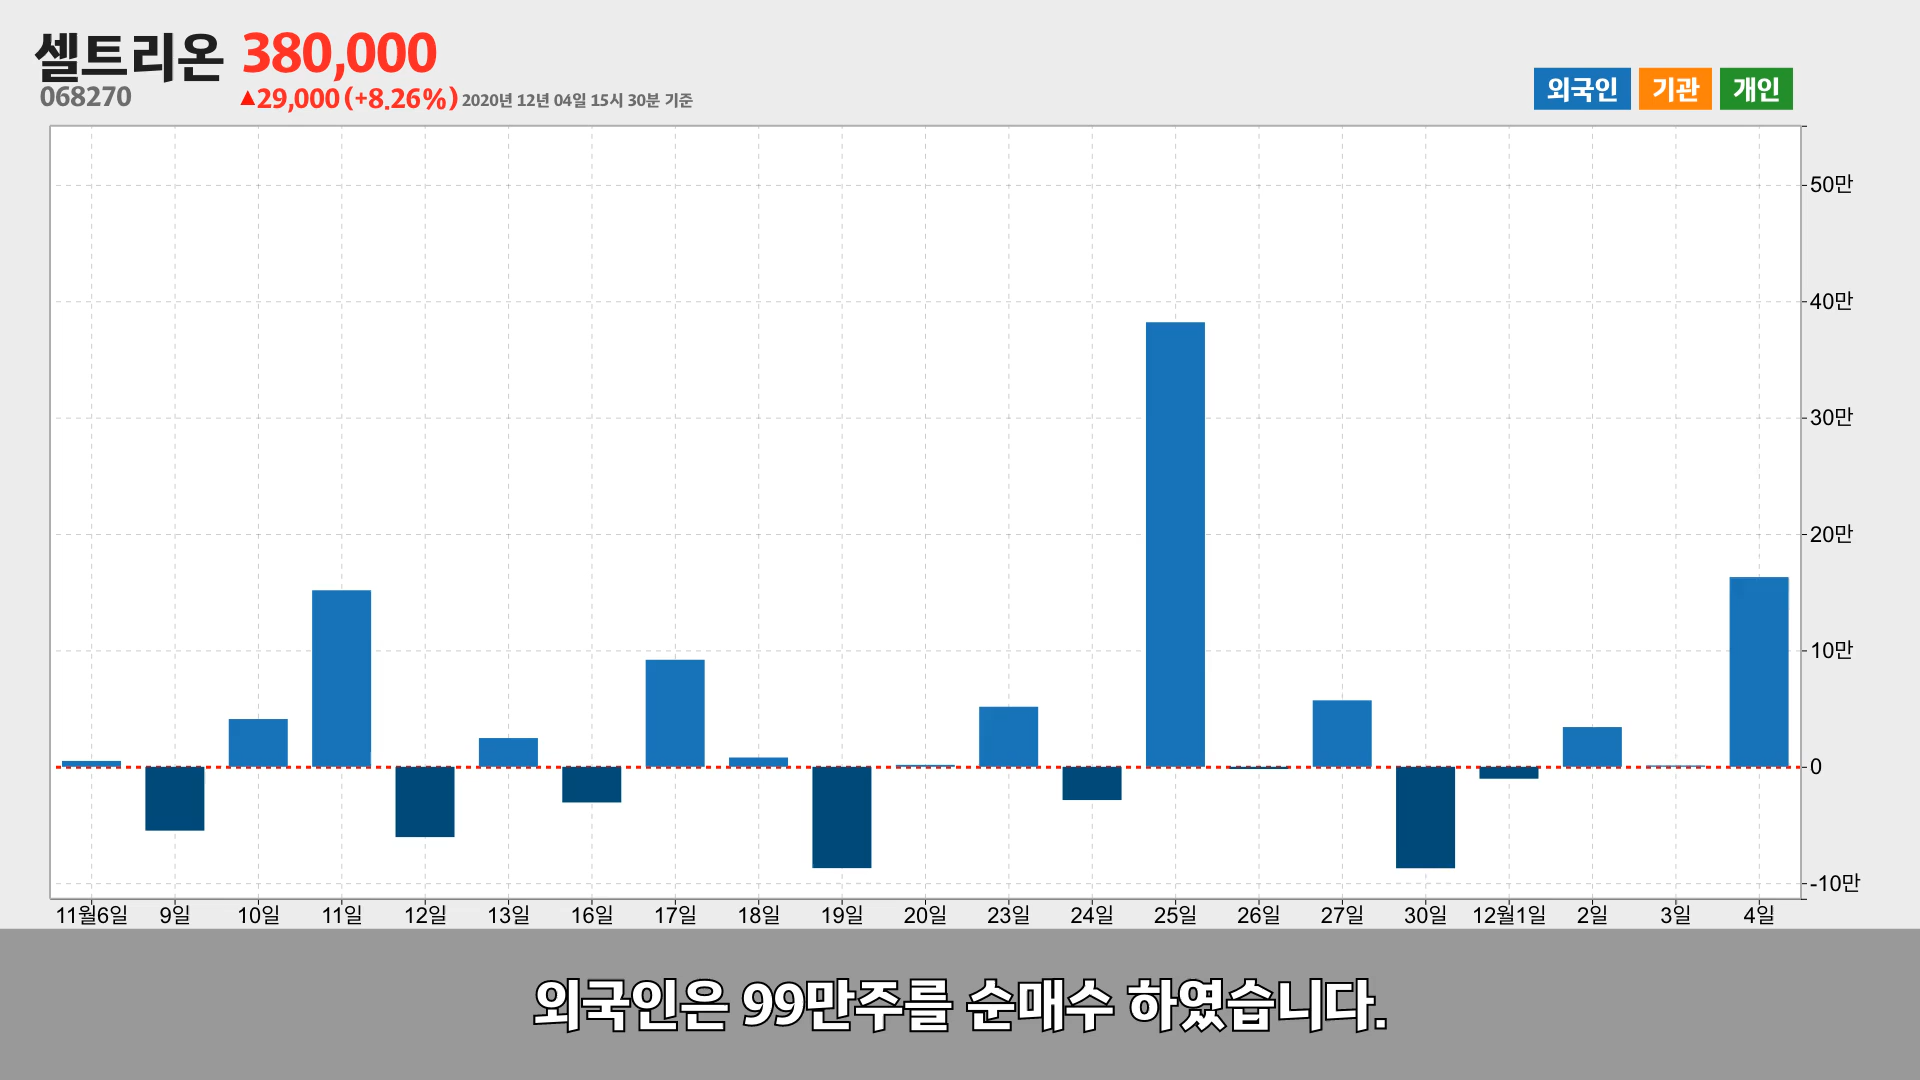 셀트리온 380,000
068270 ▲29,000 (+8.26%) 2020년 12년 04일 15시 30분 기준
외국인 기관 개인
50만
40만
30만
20만
10만
0
-10만
11월6일 9일 10일 11일 12일 13일 16일 17일 18일 19일 20일 23일 24일 25일 26일 27일 30일 12월1일 2일 3일 4일
외국인은 99만주를 순매수 하였습니다.